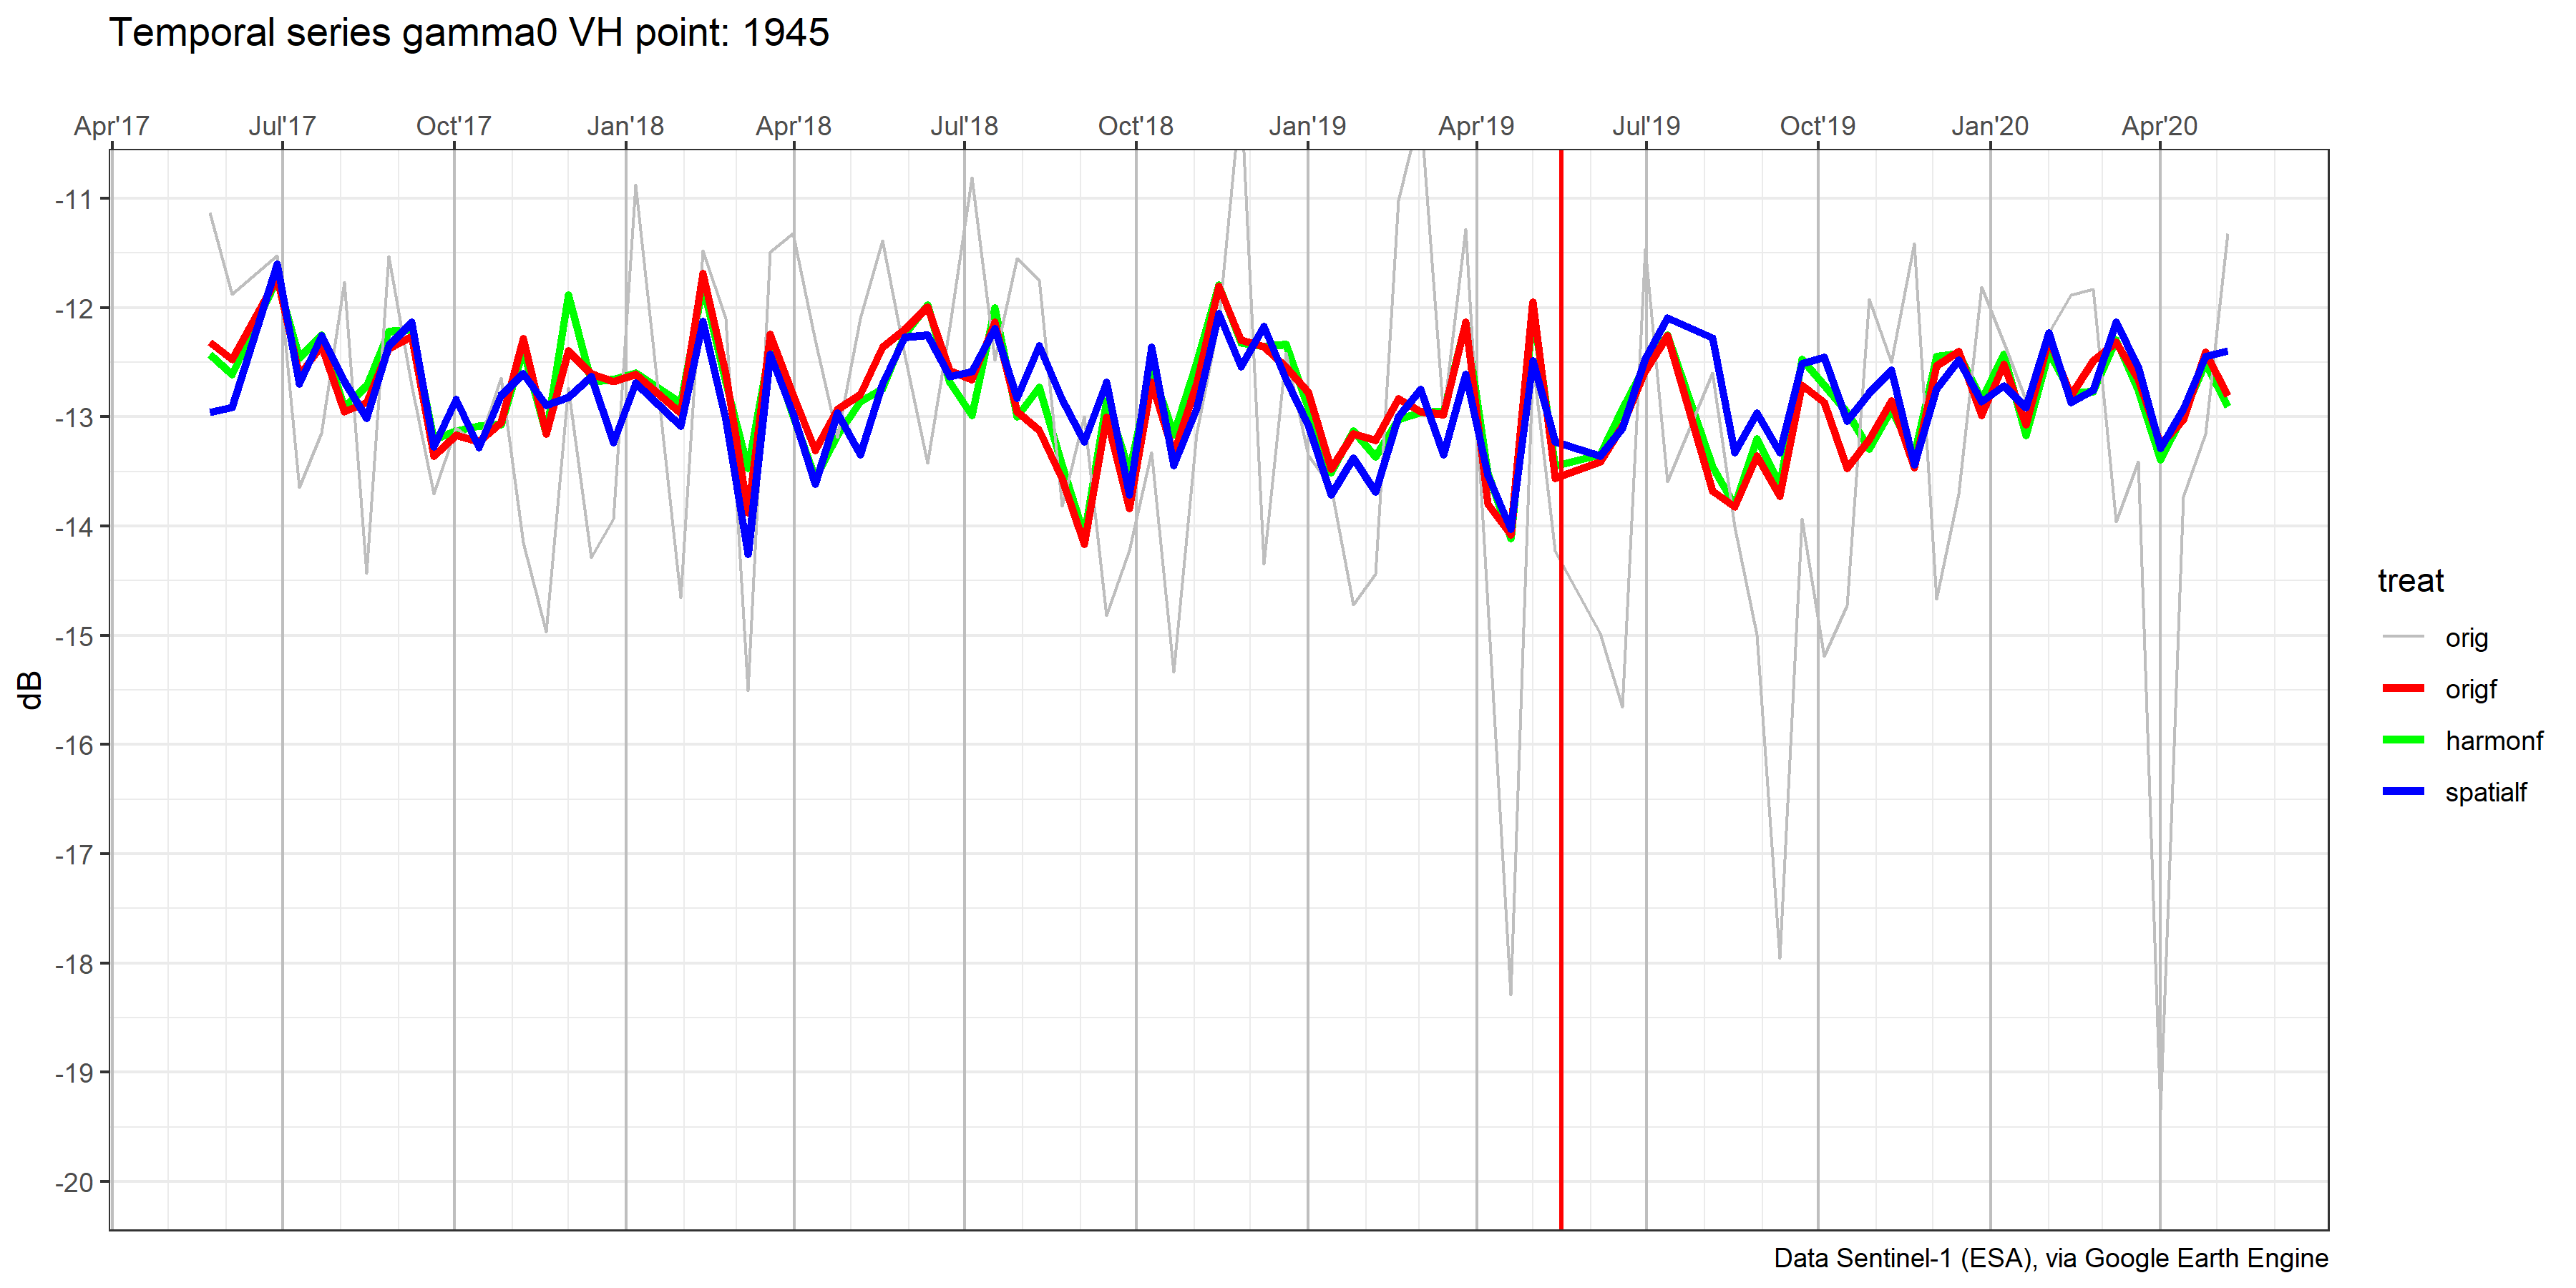 Temporal series gamma0 VH point: 1945
Apr'17 Jul'17 Oct'17 Jan'18 Apr'18 Jul'18 Oct'18 Jan'19 Apr'19 Jul'19 Oct'19 Jan'20 Apr'20
-11
-12
-13
-14
-15
-16
-17
-18
-19
-20
dB
treat
orig
origf
harmonf
spatialf
Data Sentinel-1 (ESA), via Google Earth Engine